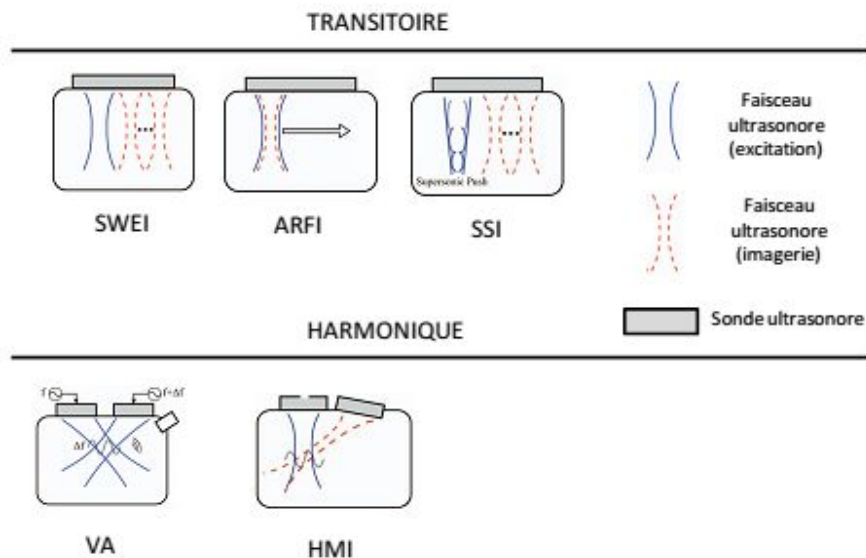 TRANSITOIRE
Supersonic Push
SWEI
ARFI
SSI
Faisceau
ultrasonore
(excitation)
Faisceau
ultrasonore
(imagerie)
Sonde ultrasonore
HARMONIQUE
f
f+Δf
Δf
VA
HMI